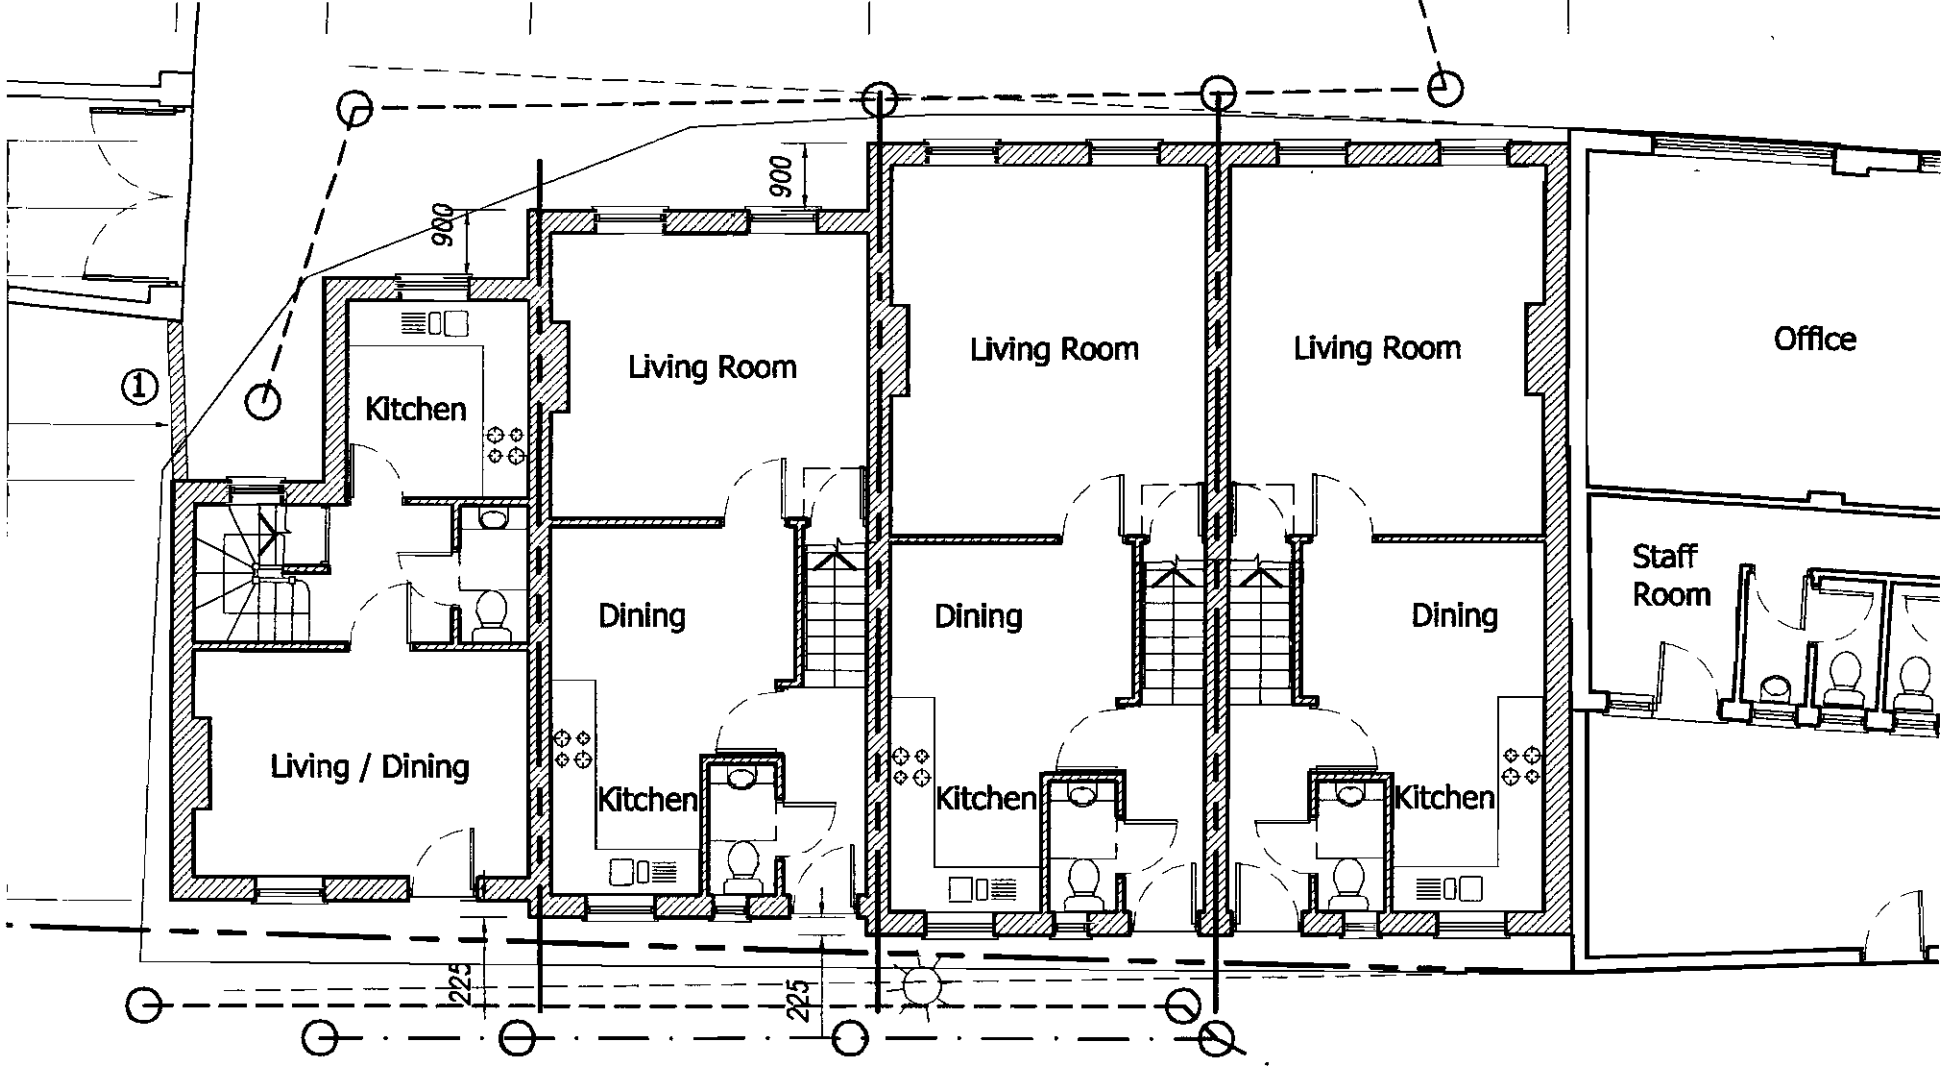 900
900
Living Room
Living Room
Living Room
Office
1
Kitchen
Staff
Room
Dining
Dining
Dining
Living / Dining
Kitchen
Kitchen
Kitchen
225
225